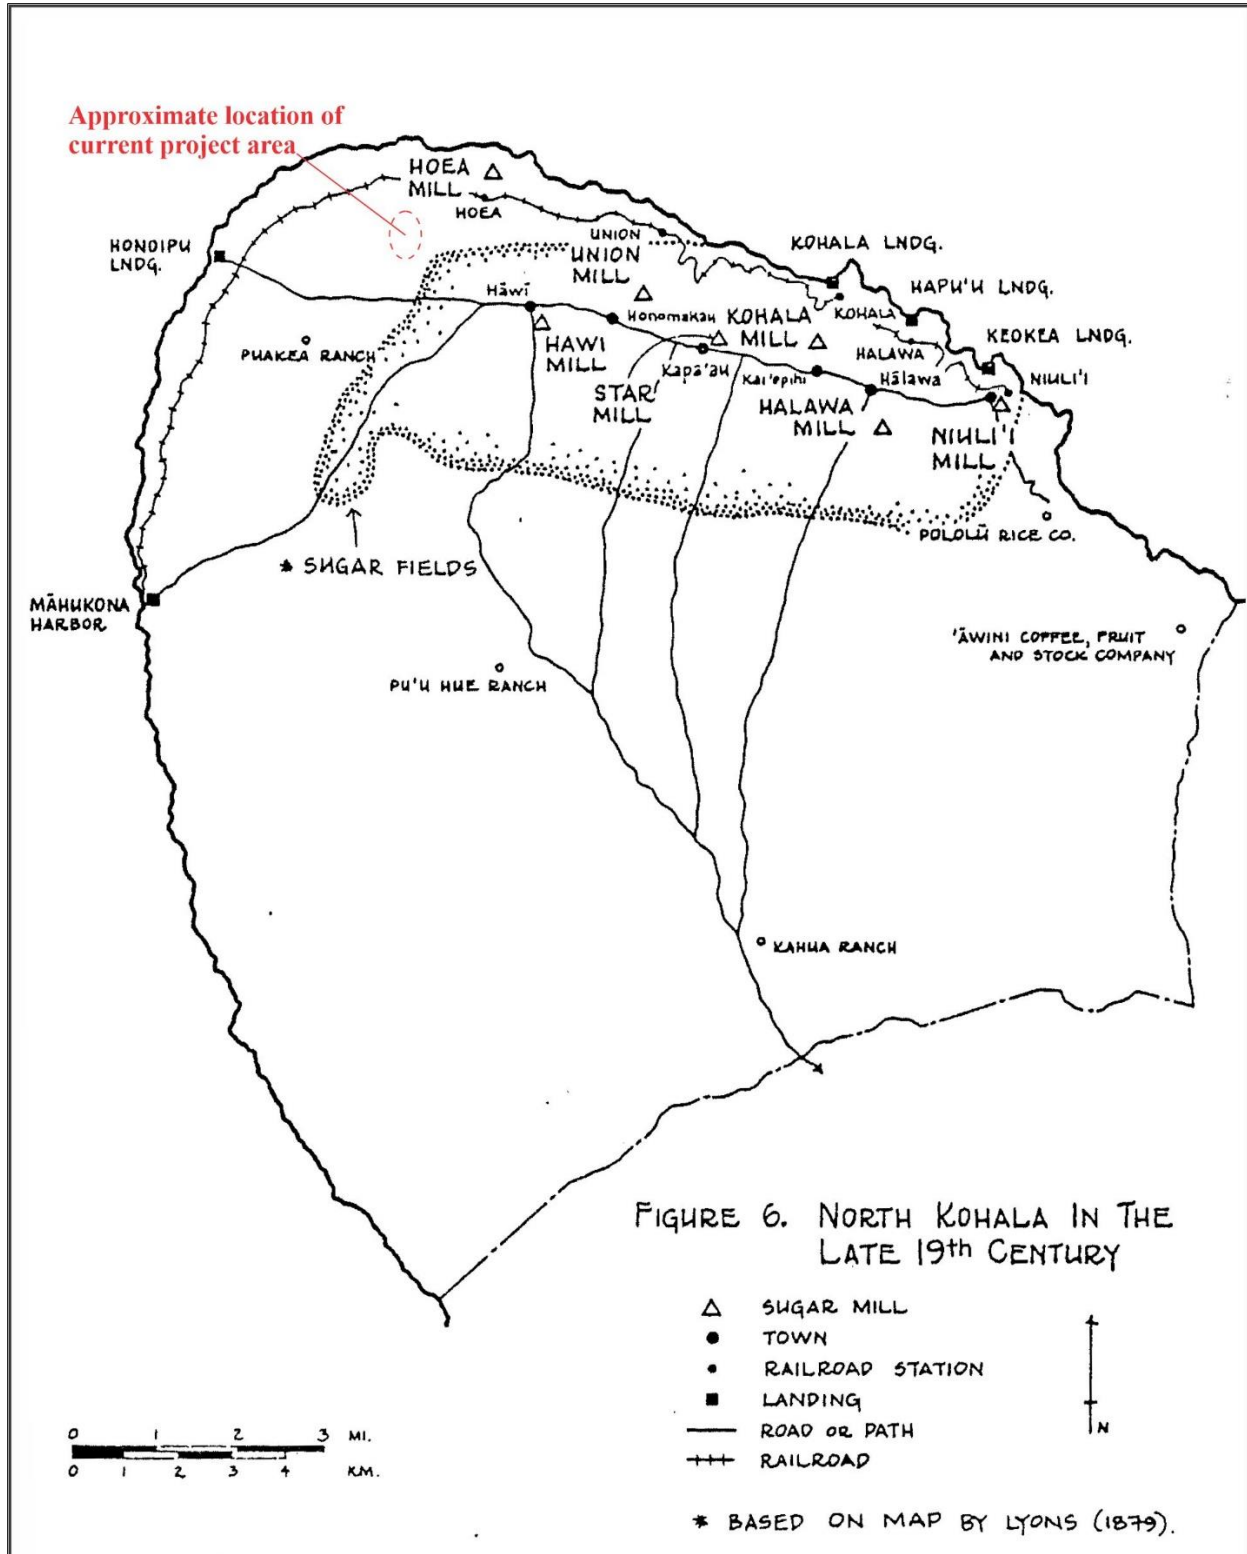 Approximate location of
current project area
HOEA
MILL
HOEA
HONOIPU
LNDG.
UNION
UNION
MILL
KOHALA LNDG.
HAPU'U LNDG.
KEOKEA LNDG.
Hāwī
Honomakau
KOHALA
MILL
KOHALA
HALAWA
NIULI'I
PUAKEA RANCH
HAWI
MILL
STAR
MILL
Kapa'au
Kai'opihi
Hālawa
HALAWA
MILL
NIULI'I
MILL
POLOLŪ RICE CO.
* SUGAR FIELDS
MĀHUKONA
HARBOR
'ĀWINI COFFEE, FRUIT
AND STOCK COMPANY
PU'U HUE RANCH
KAHUA RANCH
FIGURE 6. NORTH KOHALA IN THE
LATE 19th CENTURY
SUGAR MILL
TOWN
RAILROAD STATION
LANDING
ROAD OR PATH
RAILROAD
N
0 1 2 3 MI.
0 1 2 3 4 KM.
* BASED ON MAP BY LYONS (1879).